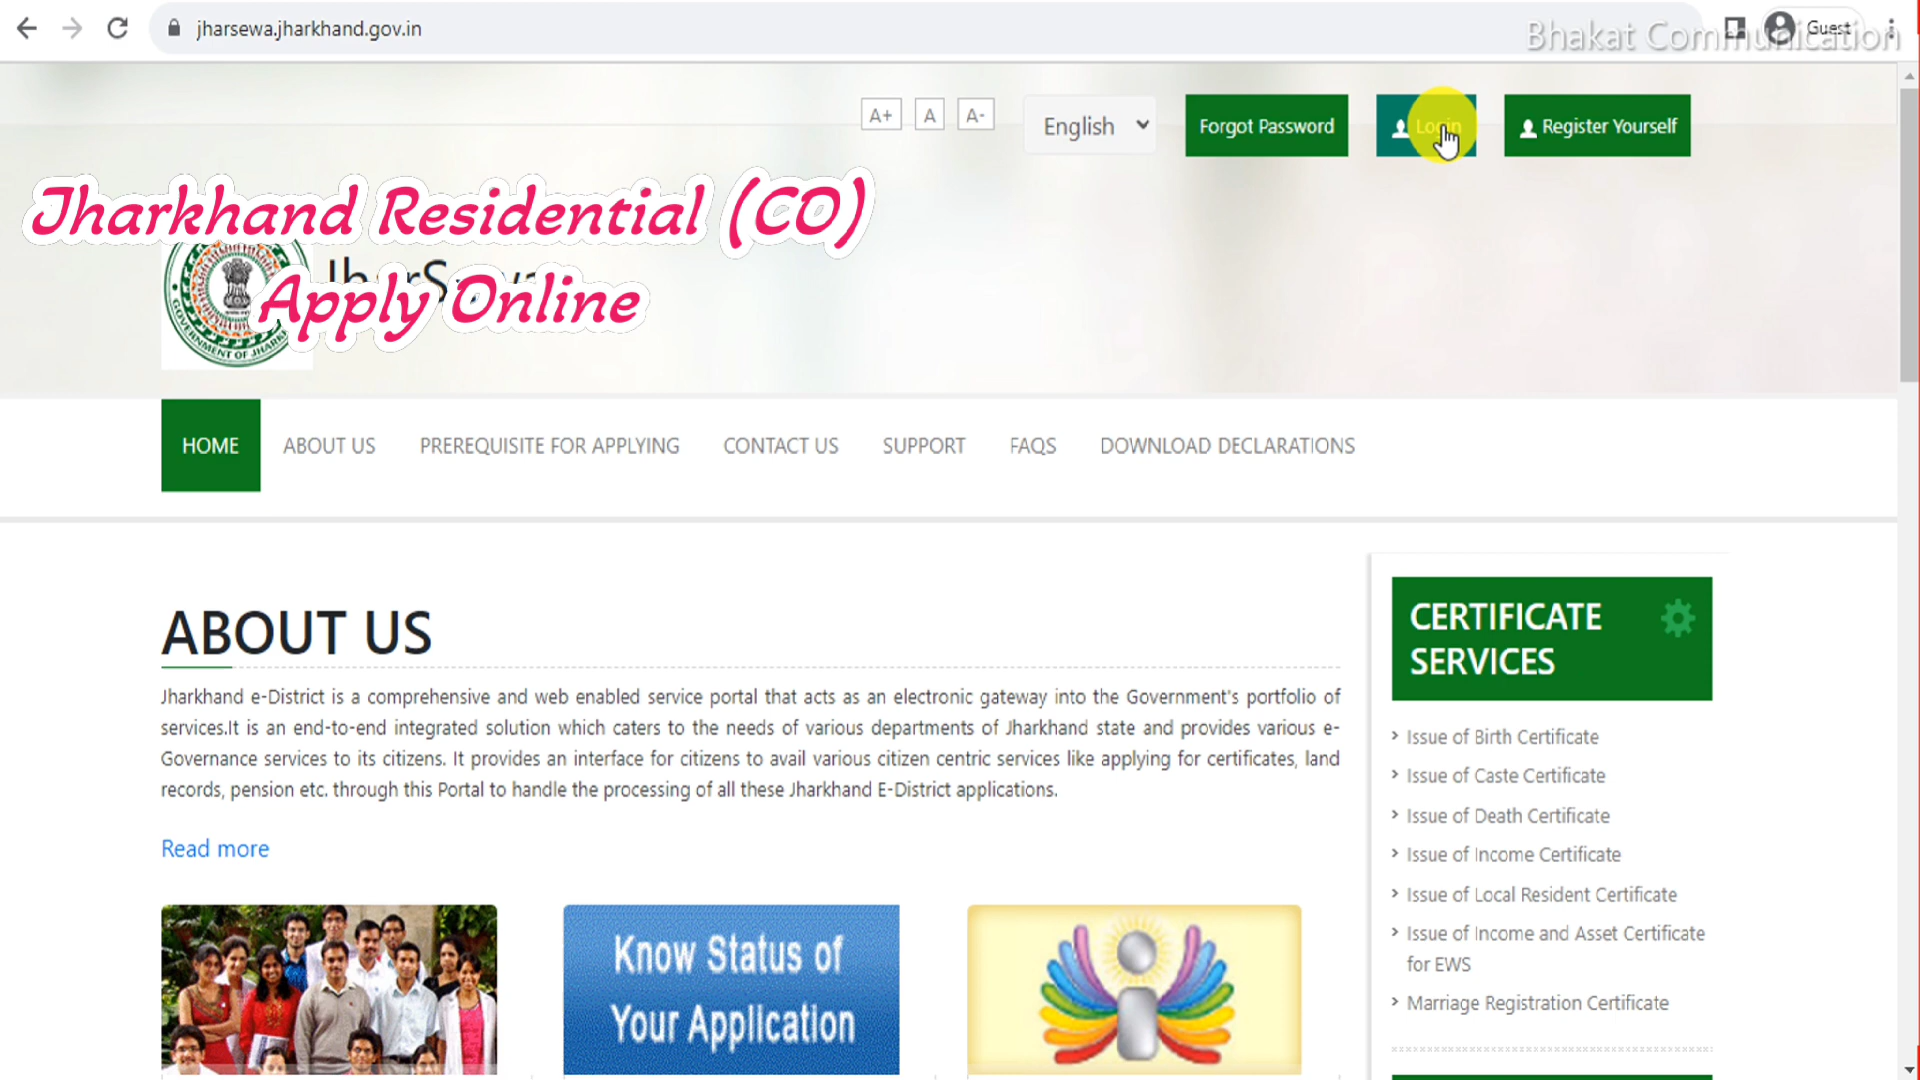 jharsewa.jharkhand.gov.in
Guest
Bhakat Communication
A+
A
A-
English
Forgot Password
Login
Register Yourself
Jharkhand Residential (CO)
Apply Online
HOME
ABOUT US
PREREQUISITE FOR APPLYING
CONTACT US
SUPPORT
FAQS
DOWNLOAD DECLARATIONS
ABOUT US
Jharkhand e-District is a comprehensive and web enabled service portal that acts as an electronic gateway into the Government's portfolio of
services.It is an end-to-end integrated solution which caters to the needs of various departments of Jharkhand state and provides various e-
Governance services to its citizens. It provides an interface for citizens to avail various citizen centric services like applying for certificates, land
records, pension etc. through this Portal to handle the processing of all these Jharkhand E-District applications.
Read more
Know Status of
Your Application
CERTIFICATE
SERVICES
Issue of Birth Certificate
Issue of Caste Certificate
Issue of Death Certificate
Issue of Income Certificate
Issue of Local Resident Certificate
Issue of Income and Asset Certificate
for EWS
Marriage Registration Certificate